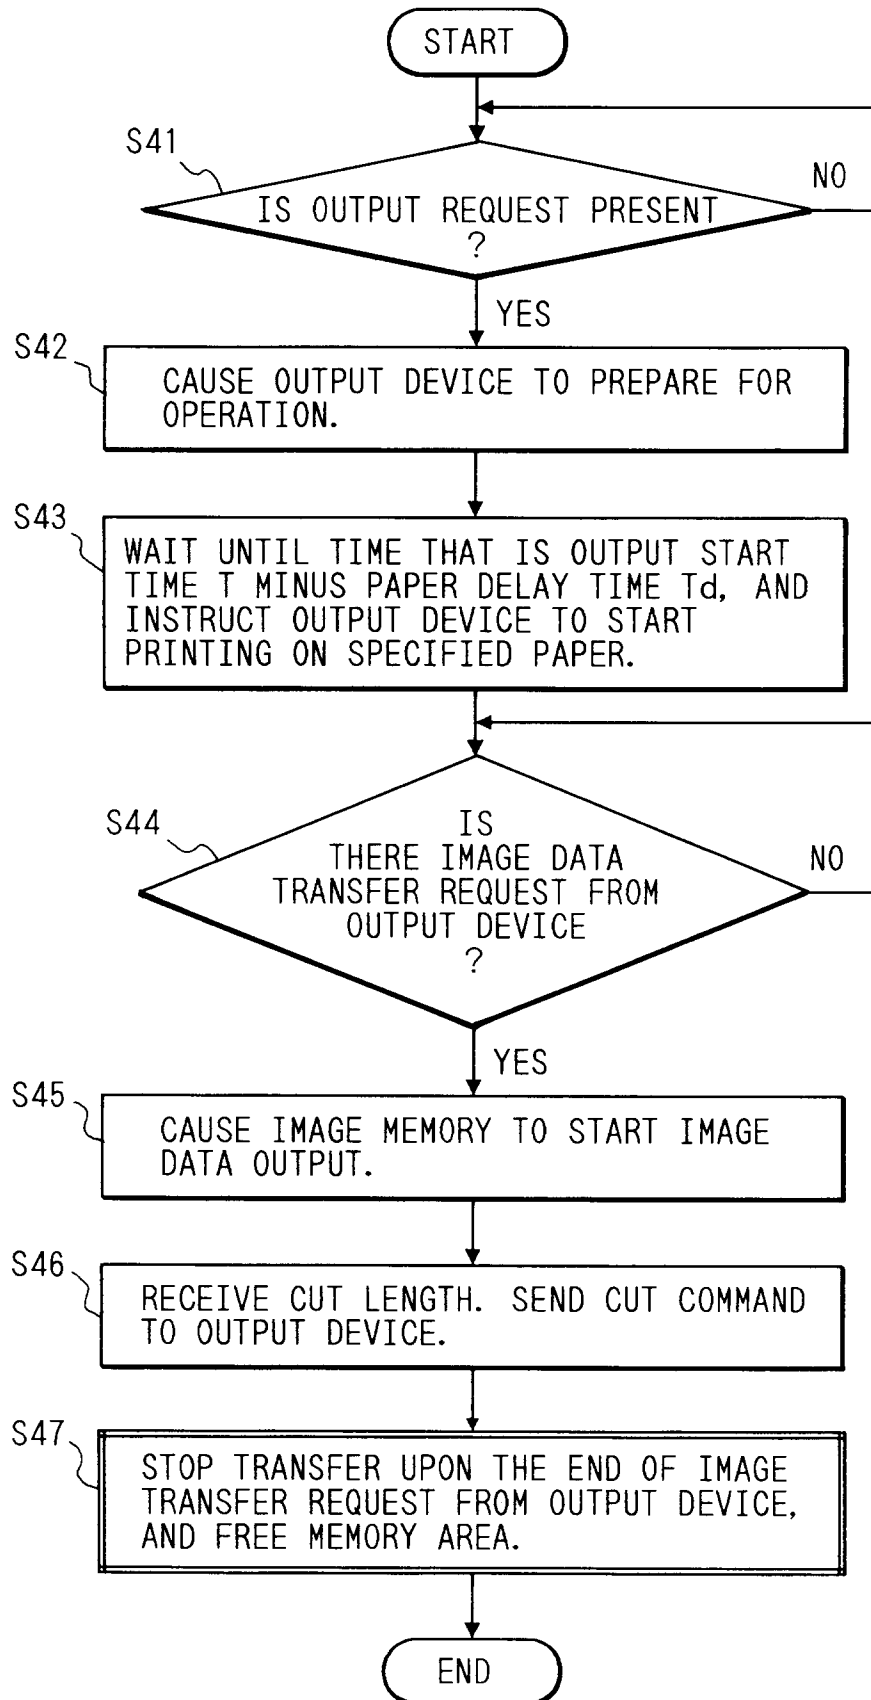 START
S41
IS OUTPUT REQUEST PRESENT
?
NO
YES
S42
CAUSE OUTPUT DEVICE TO PREPARE FOR
OPERATION.
S43
WAIT UNTIL TIME THAT IS OUTPUT START
TIME T MINUS PAPER DELAY TIME Td, AND
INSTRUCT OUTPUT DEVICE TO START
PRINTING ON SPECIFIED PAPER.
S44
IS
THERE IMAGE DATA
TRANSFER REQUEST FROM
OUTPUT DEVICE
?
NO
YES
S45
CAUSE IMAGE MEMORY TO START IMAGE
DATA OUTPUT.
S46
RECEIVE CUT LENGTH. SEND CUT COMMAND
TO OUTPUT DEVICE.
S47
STOP TRANSFER UPON THE END OF IMAGE
TRANSFER REQUEST FROM OUTPUT DEVICE,
AND FREE MEMORY AREA.
END